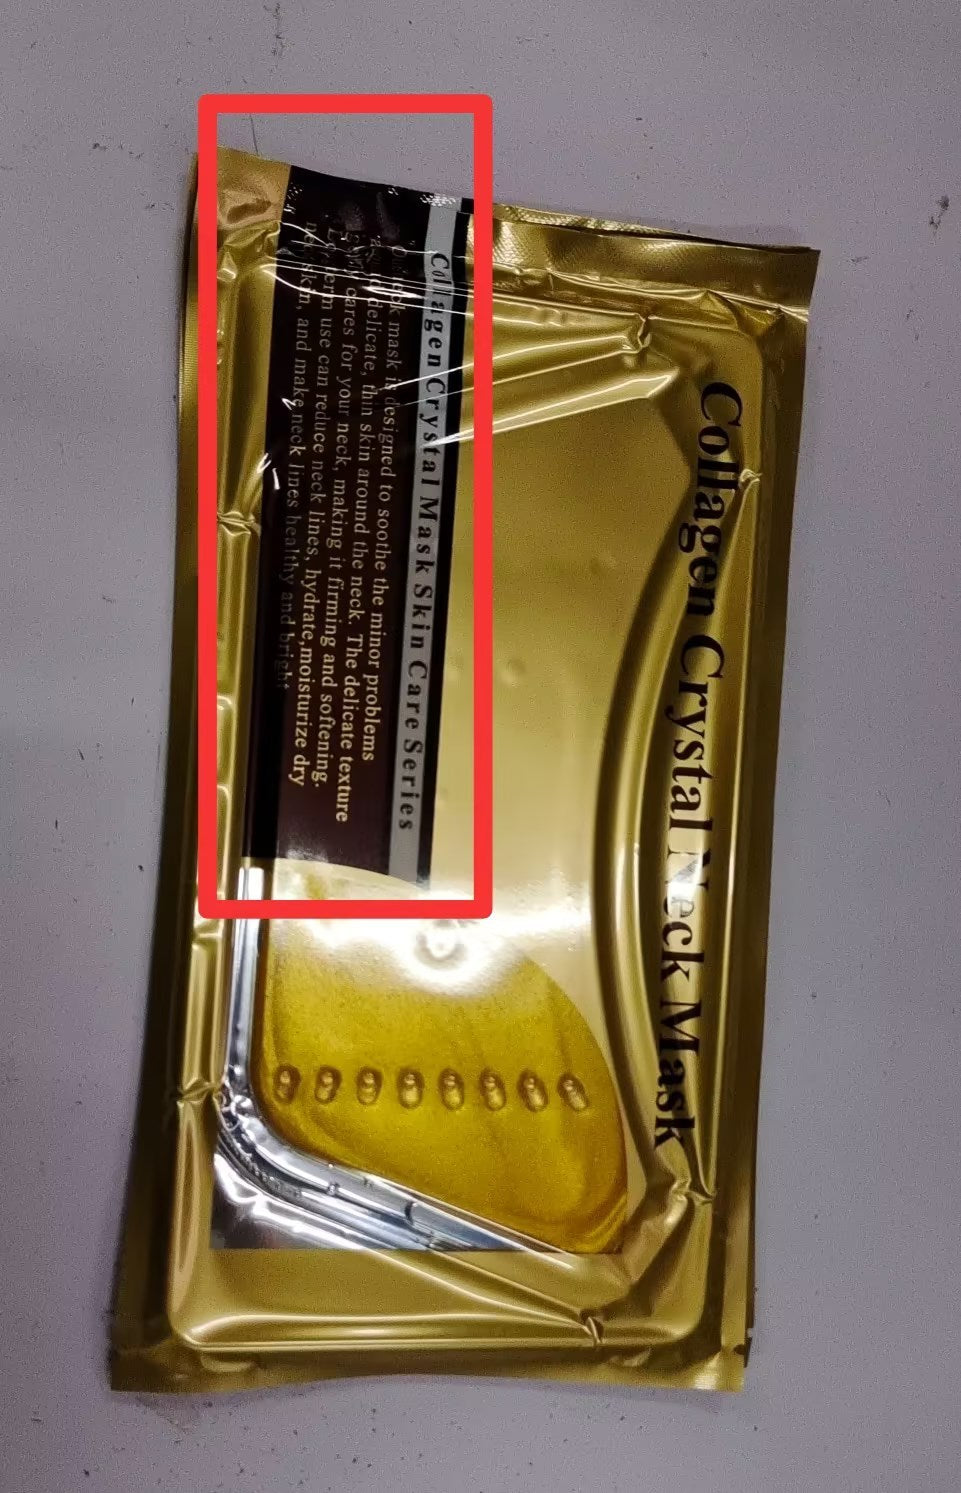 Collagen Crystal Neck Mask
Collagen Crystal Mask Skin Care Series
mask is designed to soothe the minor problems
delicate, thin skin around the neck. The delicate texture
cares for your neck, making it firming and softening.
use can reduce neck lines, hydrate,moisturize dry
skin, and make neck lines healthy and bright